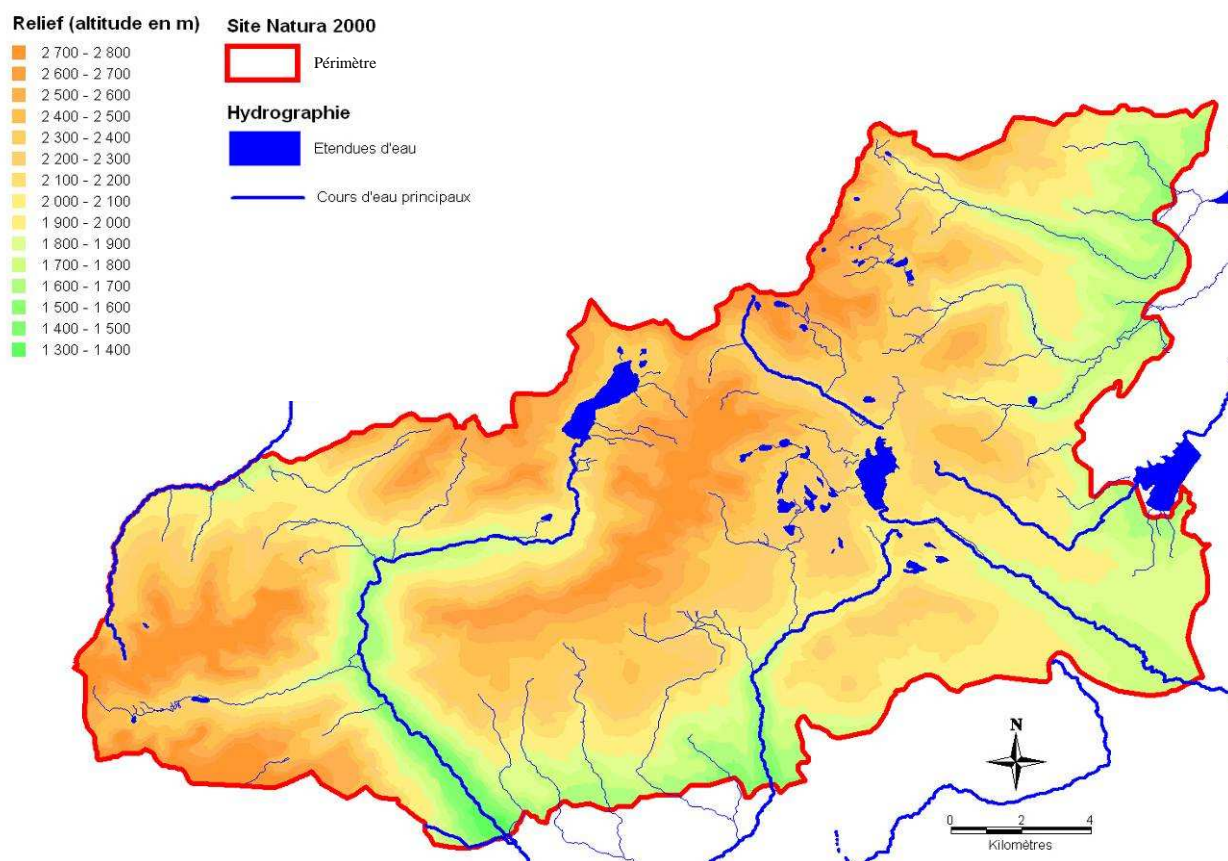 Relief (altitude en m)
2 700 - 2 800
2 600 - 2 700
2 500 - 2 600
2 400 - 2 500
2 300 - 2 400
2 200 - 2 300
2 100 - 2 200
2 000 - 2 100
1 900 - 2 000
1 800 - 1 900
1 700 - 1 800
1 600 - 1 700
1 500 - 1 600
1 400 - 1 500
1 300 - 1 400
Site Natura 2000
Périmètre
Hydrographie
Etendues d'eau
Cours d'eau principaux
N
0 2 4
Kilomètres